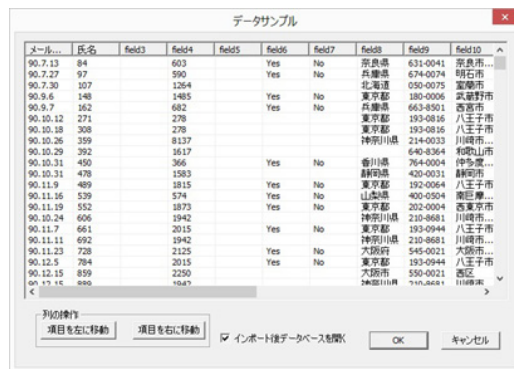 データサンプル
メール... 氏名 field3 field4 field5 field6 field7 field8 field9 field10
90.7.13 84 603 Yes No 奈良県 631-0041 奈良市...
90.7.27 97 590 Yes No 兵庫県 674-0074 明石市
90.7.30 107 1264 北海道 050-0075 室蘭市
90.9.6 148 1485 Yes No 東京都 180-0006 武蔵野市
90.9.7 162 682 Yes No 兵庫県 663-8501 西宮市
90.10.12 271 278 東京都 193-0816 八王子市
90.10.18 308 278 東京都 193-0816 八王子市
90.10.26 359 8137 神奈川県 214-0033 川崎市...
90.10.29 392 1617 640-8364 和歌山市
90.10.31 450 366 Yes No 香川県 764-0004 仲多度...
90.10.31 478 1583 静岡県 420-0031 静岡市
90.11.9 489 1815 Yes No 東京都 192-0064 八王子市
90.11.16 539 574 Yes No 山梨県 400-0504 南巨摩...
90.11.19 552 1873 Yes No 東京都 202-0004 西東京市
90.10.24 606 1942 神奈川県 210-8681 川崎市...
90.11.7 661 2015 Yes No 東京都 193-0944 八王子市
90.11.11 692 1942 神奈川県 210-8681 川崎市...
90.11.23 728 2125 Yes No 大阪府 545-0021 大阪市...
90.12.5 784 2015 Yes No 東京都 193-0944 八王子市
90.12.15 859 2250 大阪市 550-0021 西区
90.12.15 889 1942 神奈川県 210-8681 川崎市
列の操作
項目を左に移動 項目を右に移動
インポート後データベースを開く
OK キャンセル